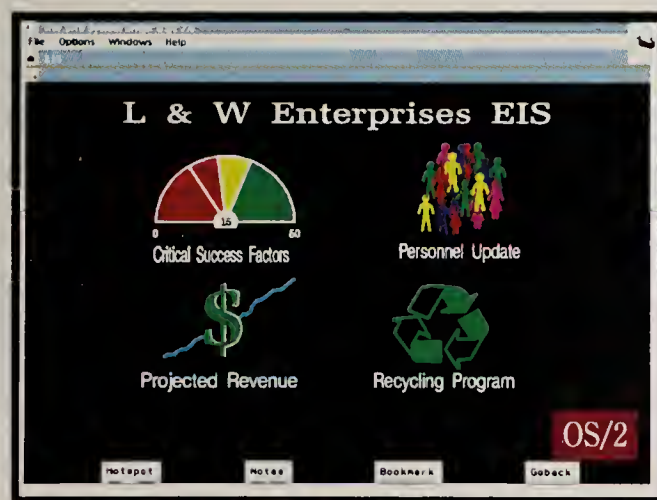 File Options Windows Help
L & W Enterprises EIS
16
0 60
Critical Success Factors
Personnel Update
Projected Revenue
Recycling Program
OS/2
Hotspot Notes Bookmark Goback